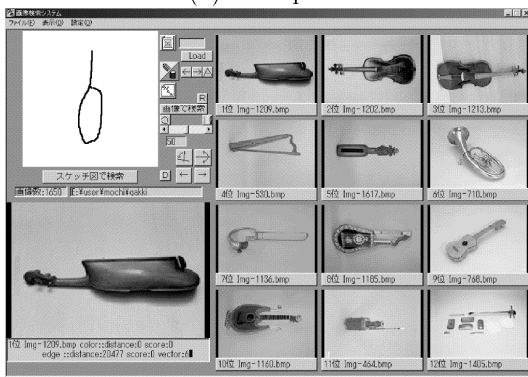 画像検索システム
ファイル(F) 表示(D) 設定(O)
Load
R
画像で検索
50
スケッチ図で検索
D
画像数:1650 E:¥user¥mochi¥gakki
1位 Img-1209.bmp color::distance:0 score:0
edge ::distance:20477 score:0 vector:6
1位 Img-1209.bmp
2位 Img-1202.bmp
3位 Img-1213.bmp
4位 Img-530.bmp
5位 Img-1617.bmp
6位 Img-710.bmp
7位 Img-1136.bmp
8位 Img-1185.bmp
9位 Img-768.bmp
10位 Img-1160.bmp
11位 Img-464.bmp
12位 Img-1405.bmp